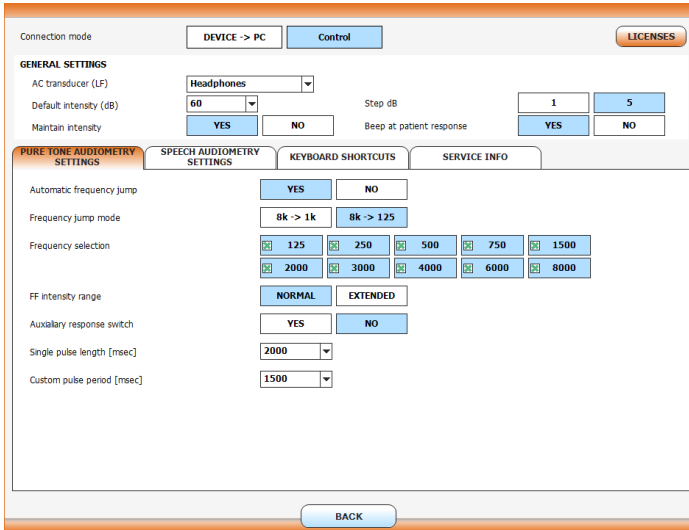 Connection mode DEVICE -> PC Control LICENSES
GENERAL SETTINGS
AC transducer (LF) Headphones
Default intensity (dB) 60 Step dB 1 5
Maintain intensity YES NO Beep at patient response YES NO
PURE TONE AUDIOMETRY SETTINGS SPEECH AUDIOMETRY SETTINGS KEYBOARD SHORTCUTS SERVICE INFO
Automatic frequency jump YES NO
Frequency jump mode 8k -> 1k 8k -> 125
Frequency selection 125 250 500 750 1500
2000 3000 4000 6000 8000
FF intensity range NORMAL EXTENDED
Auxialiary response switch YES NO
Single pulse length [msec] 2000
Custom pulse period [msec] 1500
BACK